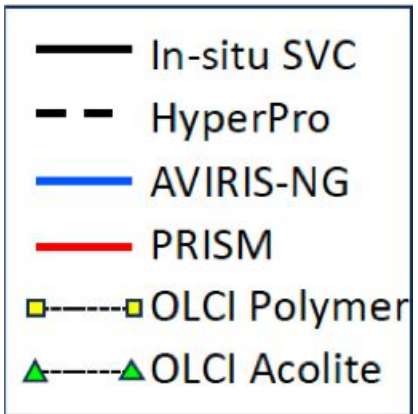 In-situ SVC
HyperPro
AVIRIS-NG
PRISM
OLCI Polymer
OLCI Acolite